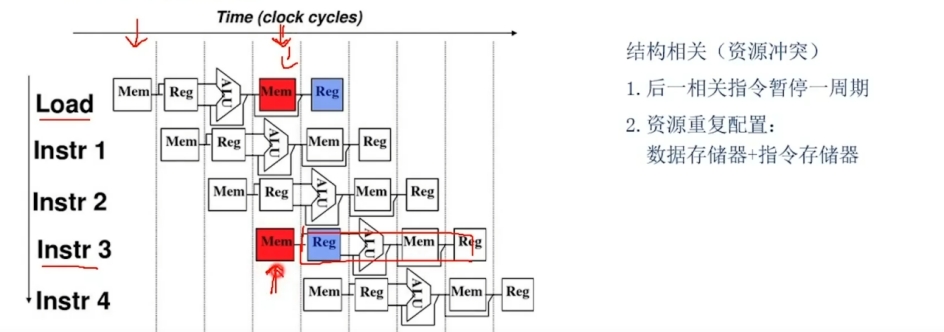 Time (clock cycles)
Load Mem Reg ALU Mem Reg
Instr 1 Mem Reg ALU Mem Reg
Instr 2 Mem Reg ALU Mem Reg
Instr 3 Mem Reg ALU Mem Reg
Instr 4 Mem Reg ALU Mem Reg
结构相关（资源冲突）
1. 后一相关指令暂停一周期
2. 资源重复配置：
数据存储器+指令存储器